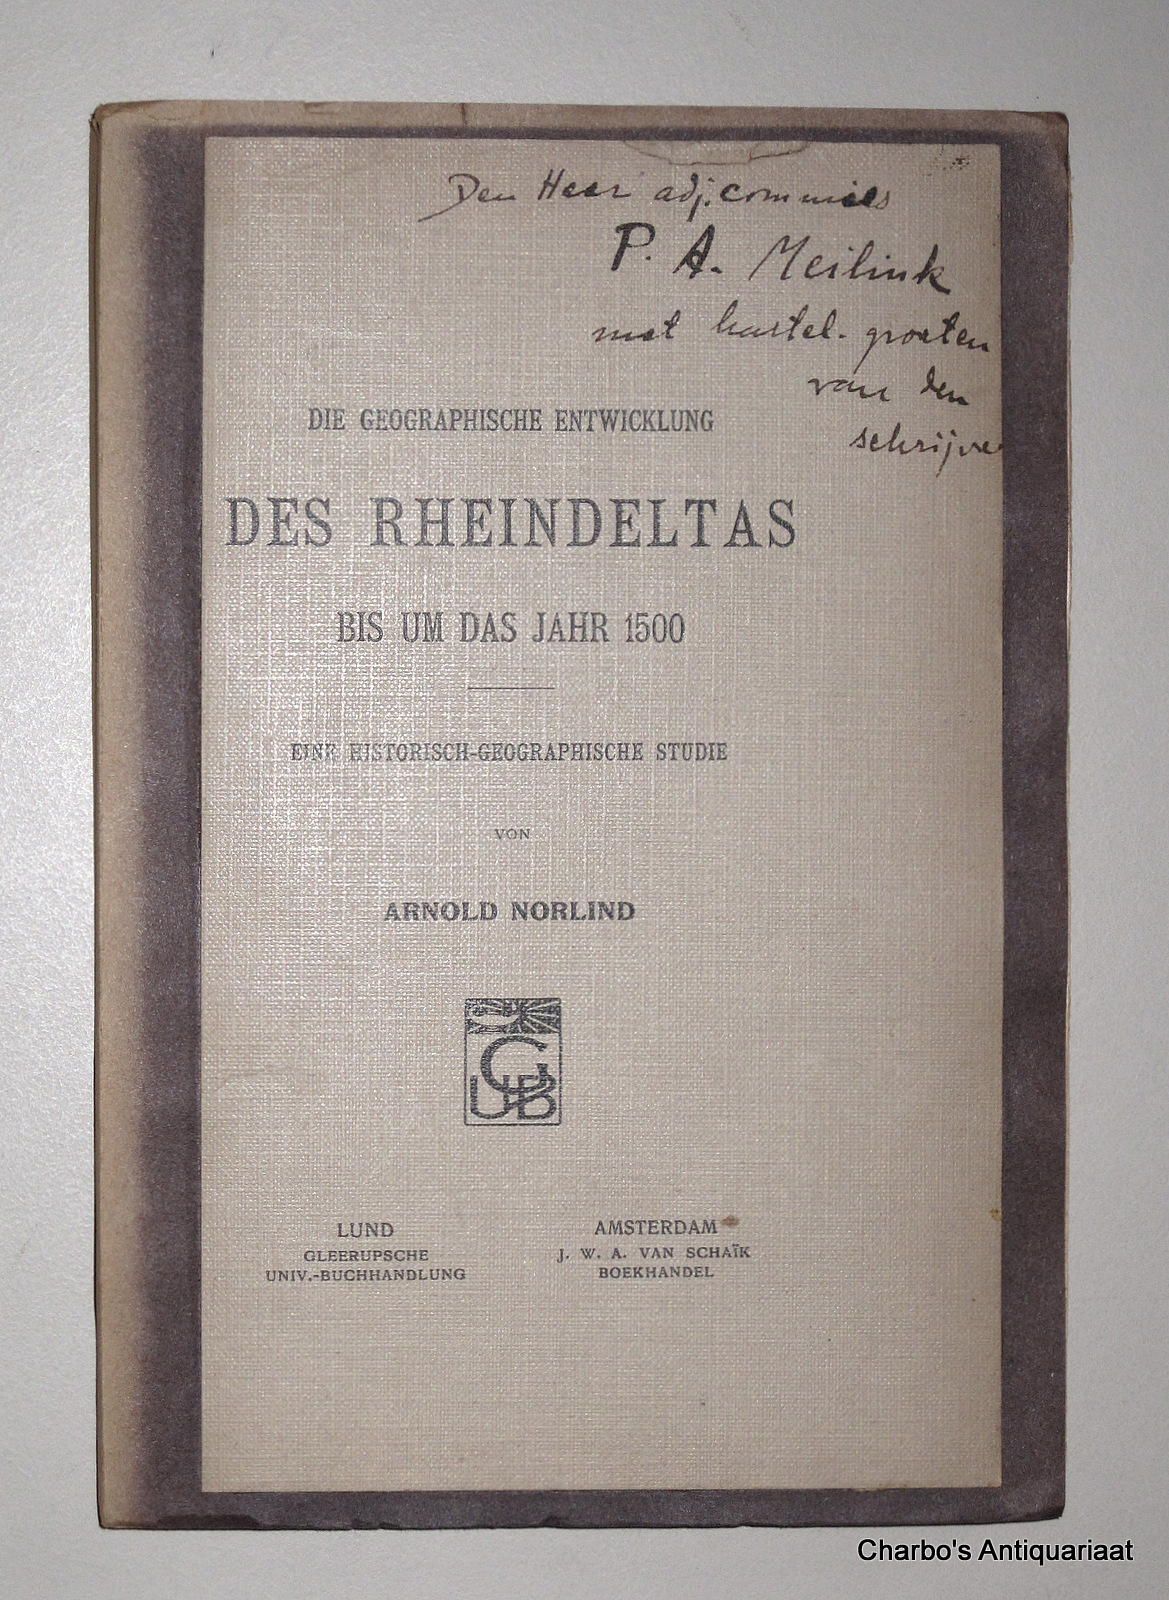 Den Heer adj. commies
P. A. Meilink
met hartel. groeten
van den
schrijver
DIE GEOGRAPHISCHE ENTWICKLUNG
DES RHEINDELTAS
BIS UM DAS JAHR 1500
EINE HISTORISCH-GEOGRAPHISCHE STUDIE
VON
ARNOLD NORLIND
GUB
LUND
GLEERUPSCHE
UNIV.-BUCHHANDLUNG
AMSTERDAM
J. W. A. VAN SCHAÏK
BOEKHANDEL
Charbo's Antiquariaat